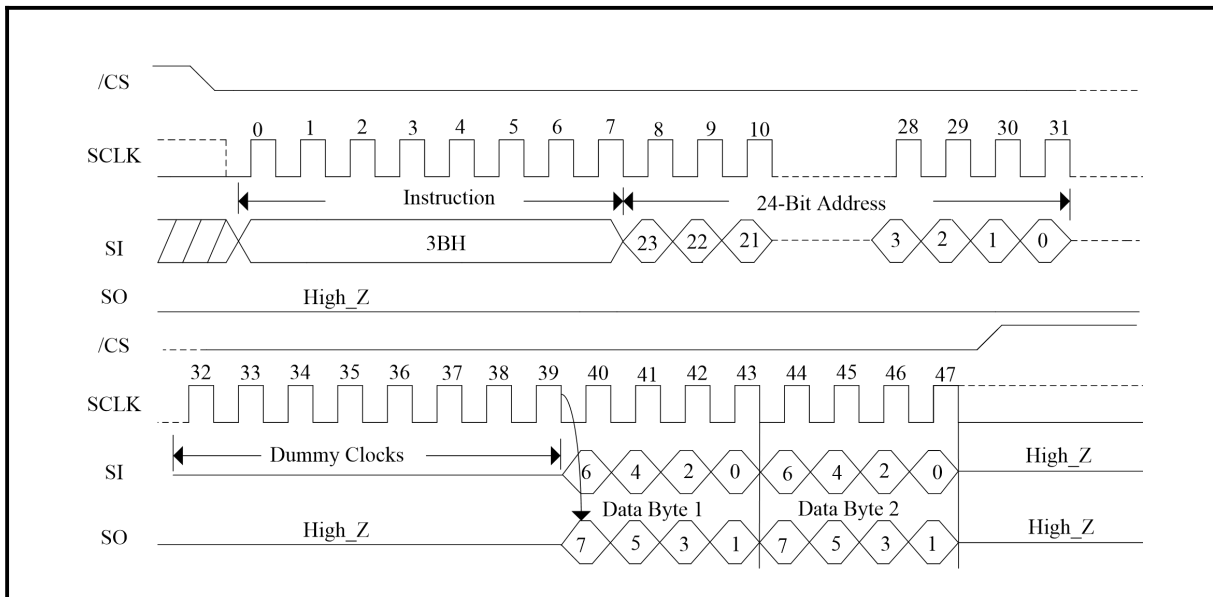 /CS
SCLK 0 1 2 3 4 5 6 7 8 9 10 28 29 30 31
Instruction 24-Bit Address
SI 3BH 23 22 21 3 2 1 0
SO High_Z
/CS
SCLK 32 33 34 35 36 37 38 39 40 41 42 43 44 45 46 47
Dummy Clocks
SI 6 4 2 0 6 4 2 0 High_Z
Data Byte 1 Data Byte 2
SO High_Z 7 5 3 1 7 5 3 1 High_Z